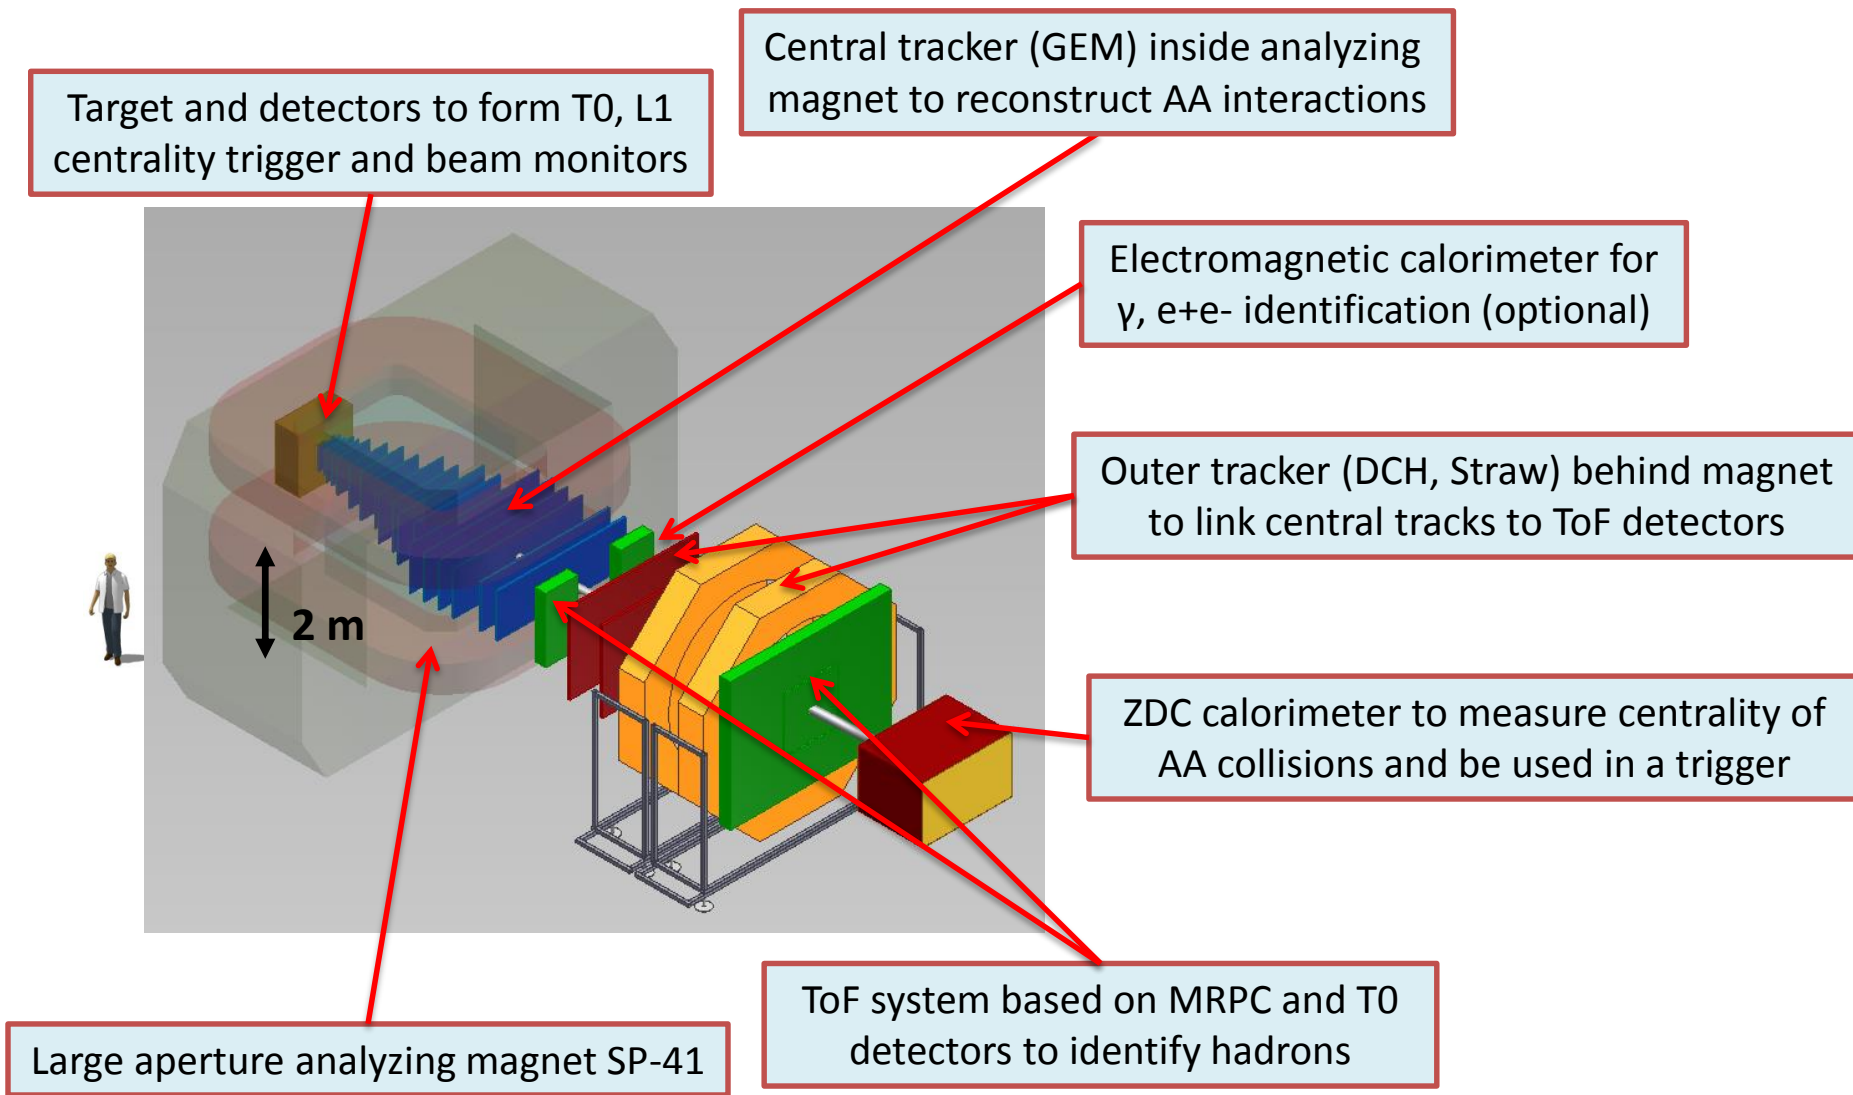 Central tracker (GEM) inside analyzing
magnet to reconstruct AA interactions
Target and detectors to form T0, L1
centrality trigger and beam monitors
Electromagnetic calorimeter for
γ, e+e- identification (optional)
Outer tracker (DCH, Straw) behind magnet
to link central tracks to ToF detectors
2 m
ZDC calorimeter to measure centrality of
AA collisions and be used in a trigger
ToF system based on MRPC and T0
detectors to identify hadrons
Large aperture analyzing magnet SP-41